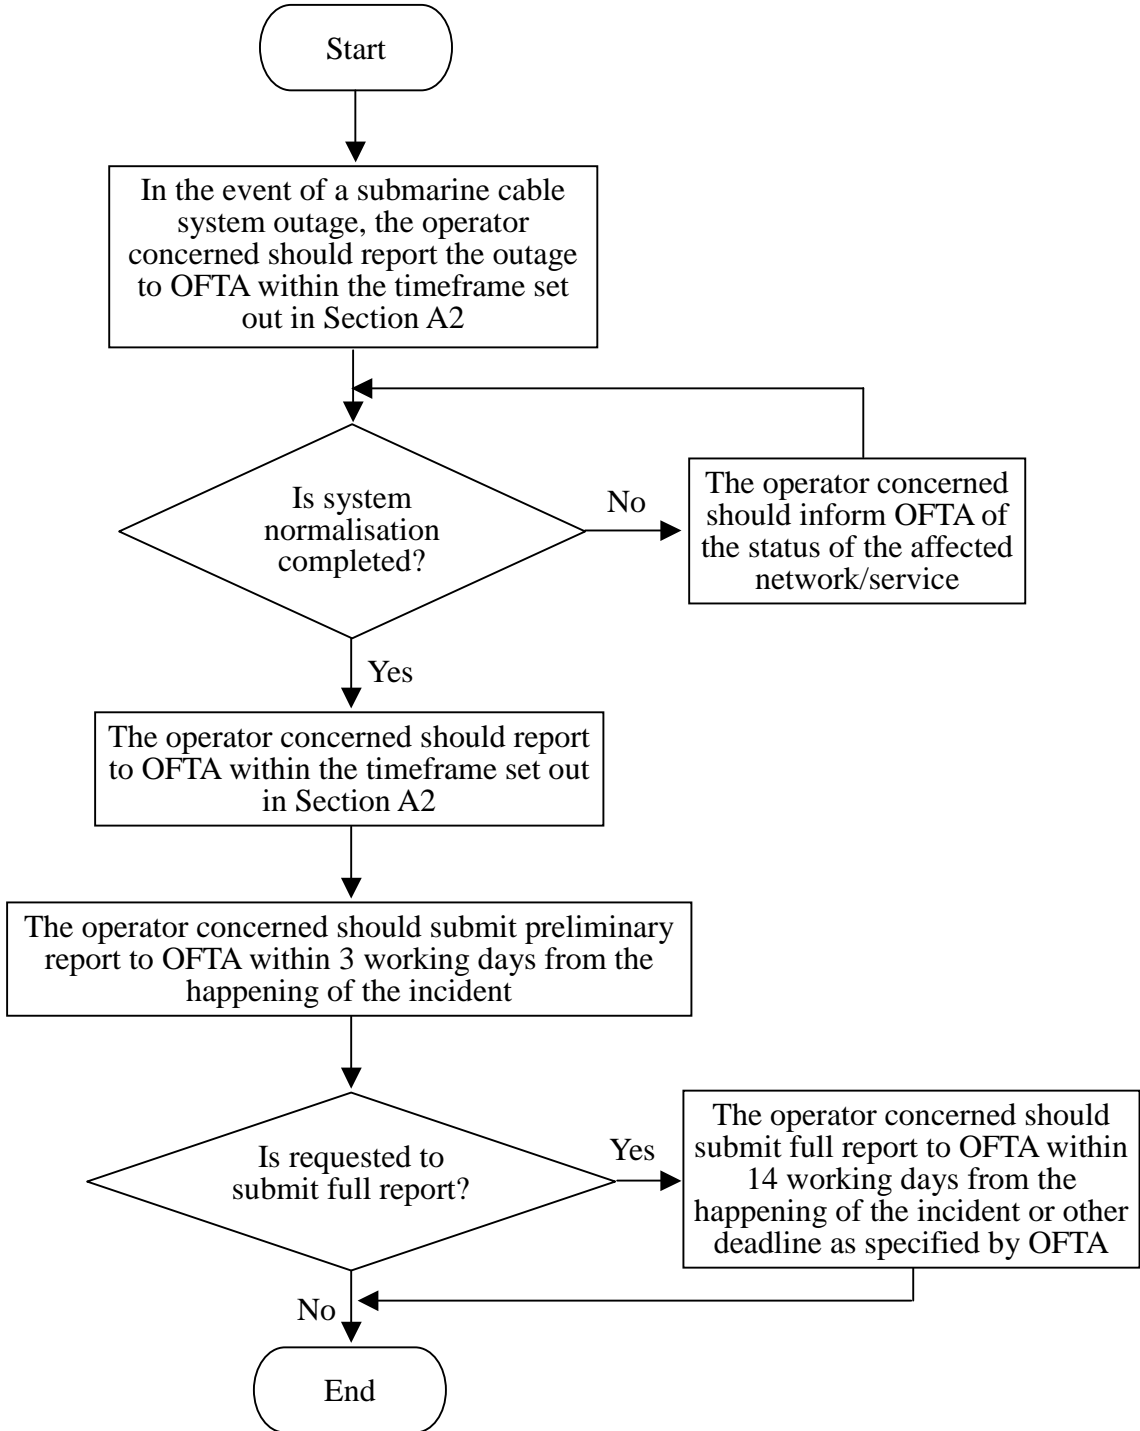 Start
In the event of a submarine cable
system outage, the operator
concerned should report the outage
to OFTA within the timeframe set
out in Section A2
Is system
normalisation
completed?
No
The operator concerned
should inform OFTA of
the status of the affected
network/service
Yes
The operator concerned should report
to OFTA within the timeframe set out
in Section A2
The operator concerned should submit preliminary
report to OFTA within 3 working days from the
happening of the incident
Is requested to
submit full report?
Yes
The operator concerned should
submit full report to OFTA within
14 working days from the
happening of the incident or other
deadline as specified by OFTA
No
End